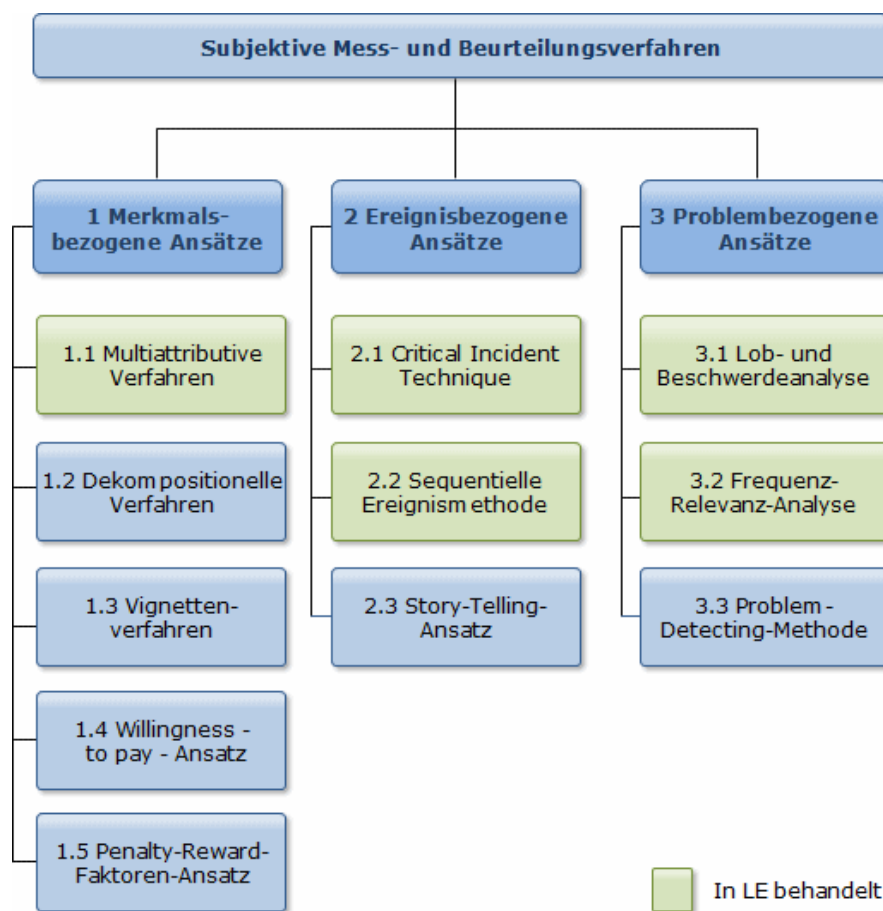 Subjektive Mess- und Beurteilungsverfahren
1 Merkmals-
bezogene Ansätze
2 Ereignisbezogene
Ansätze
3 Problembezogene
Ansätze
1.1 Multiattributive
Verfahren
2.1 Critical Incident
Technique
3.1 Lob- und
Beschwerdeanalyse
1.2 Dekompositionelle
Verfahren
2.2 Sequentielle
Ereignismethode
3.2 Frequenz-
Relevanz-Analyse
1.3 Vignetten-
verfahren
2.3 Story-Telling-
Ansatz
3.3 Problem-
Detecting-Methode
1.4 Willingness -
to pay - Ansatz
1.5 Penalty-Reward-
Faktoren-Ansatz
In LE behandelt